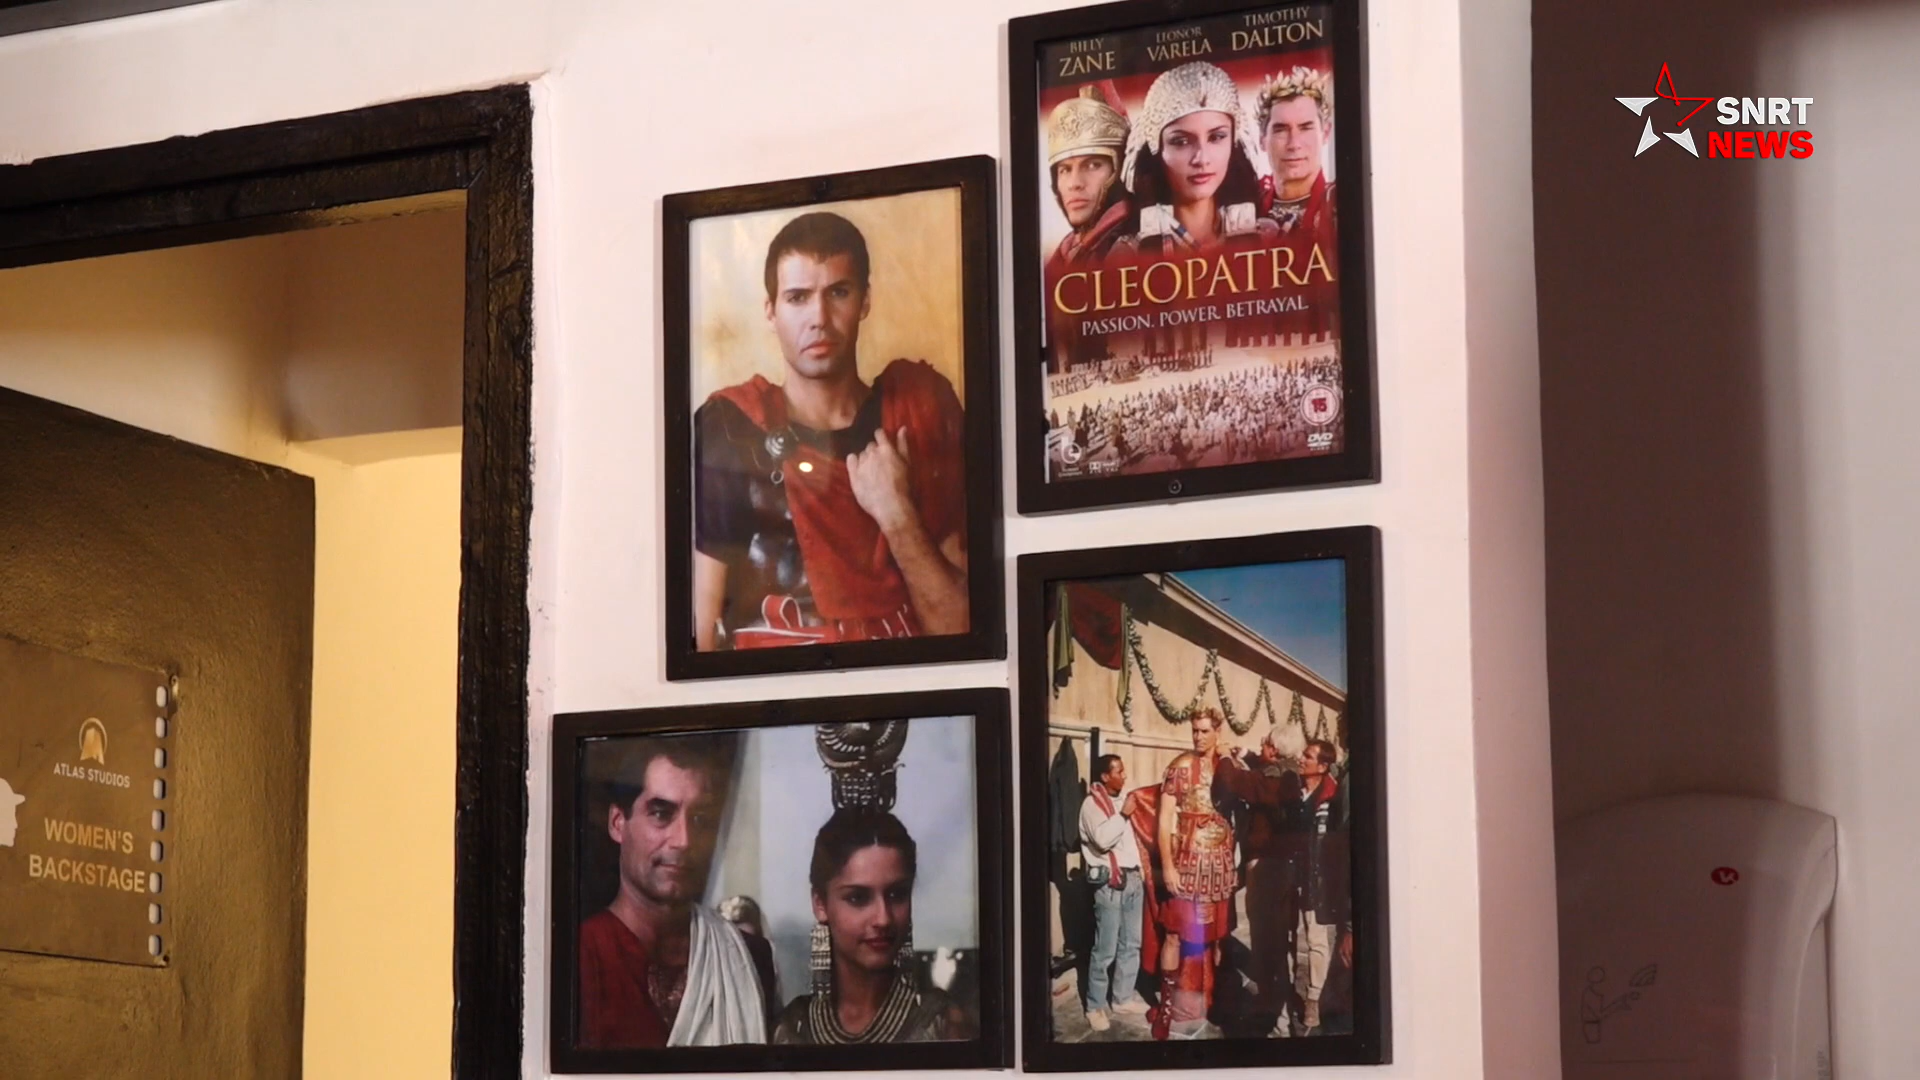 BILLY
ZANE
LEONOR
VARELA
TIMOTHY
DALTON
CLEOPATRA
PASSION. POWER. BETRAYAL.
15
DVD
SNRT
NEWS
ATLAS STUDIOS
WOMEN'S
BACKSTAGE